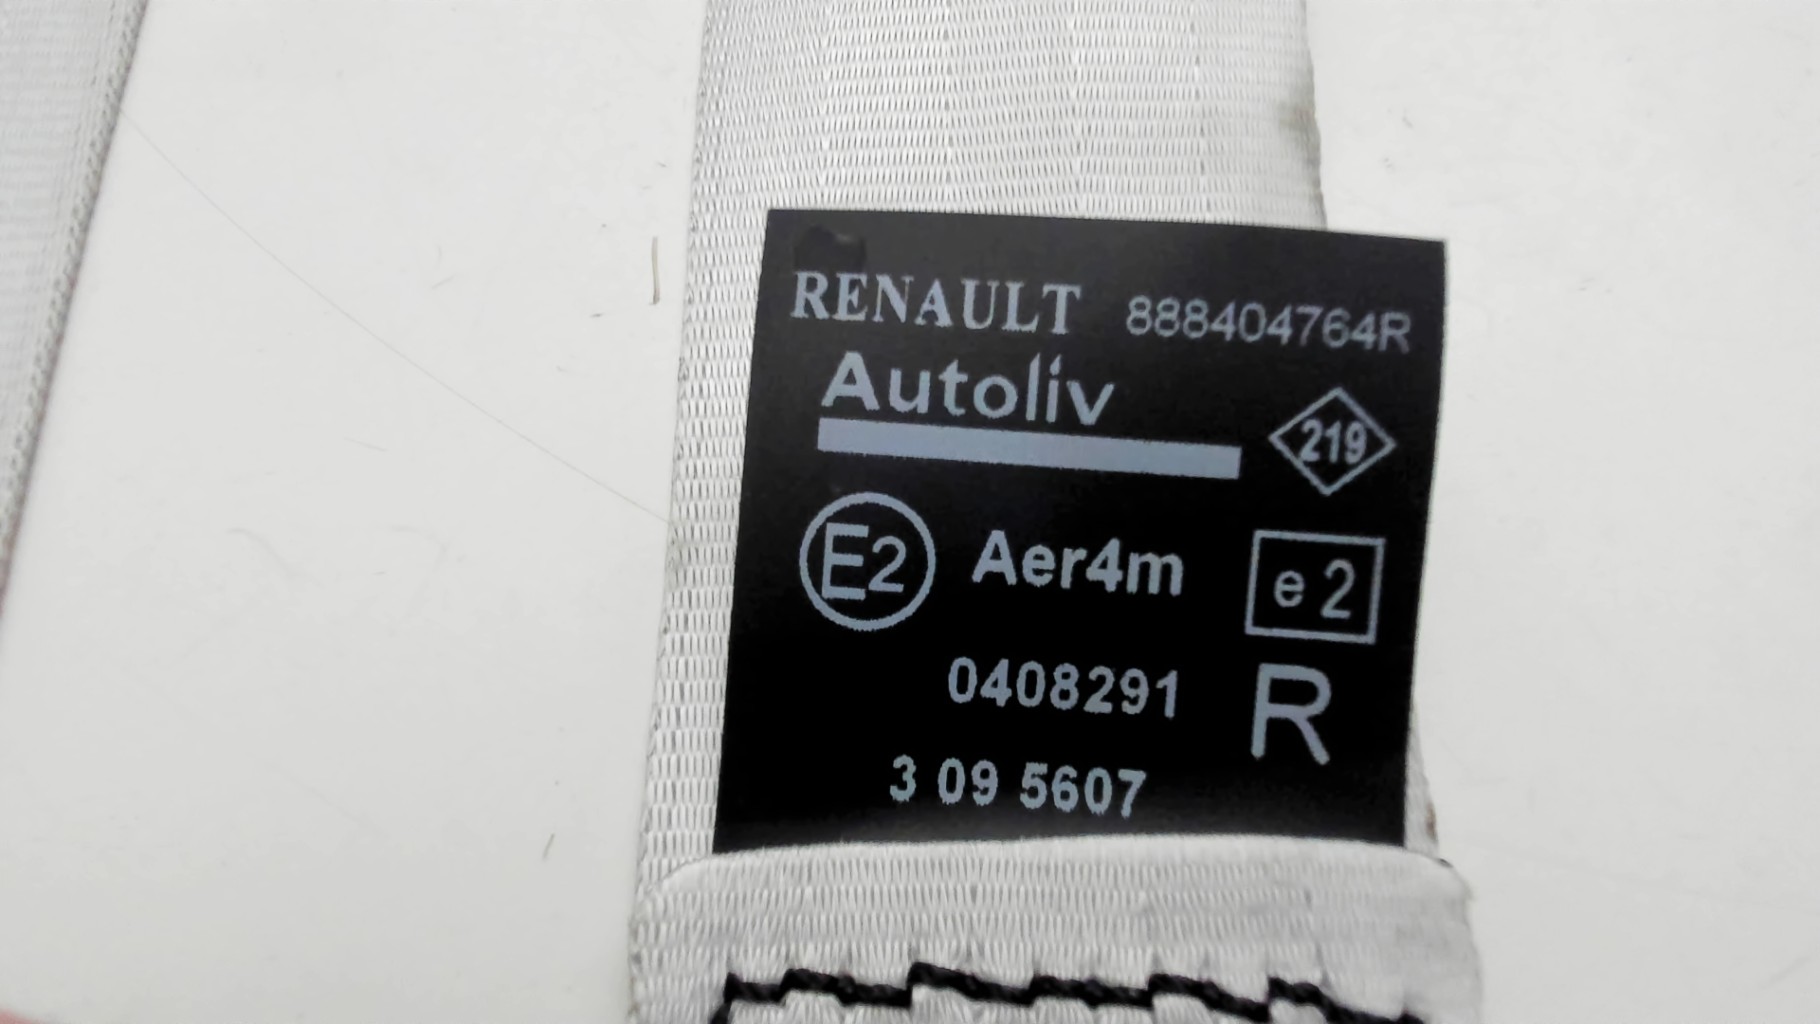 RENAULT 888404764R
Autoliv
219
E2 Aer4m e 2
0408291 R
3 09 5607